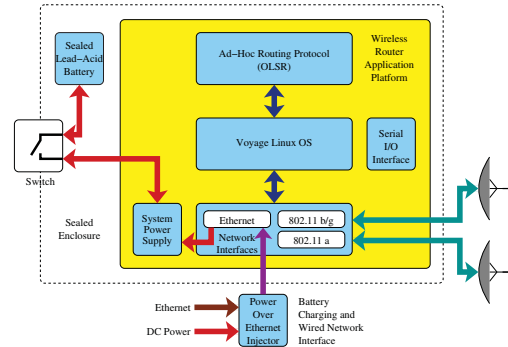 Sealed
Lead-Acid
Battery
Ad-Hoc Routing Protocol
(OLSR)
Wireless
Router
Application
Platform
Voyage Linux OS
Serial
I/O
Interface
Switch
Sealed
Enclosure
System
Power
Supply
Ethernet
802.11 b/g
Network
Interfaces
802.11 a
Ethernet
DC Power
Power
Over
Ethernet
Injector
Battery
Charging and
Wired Network
Interface